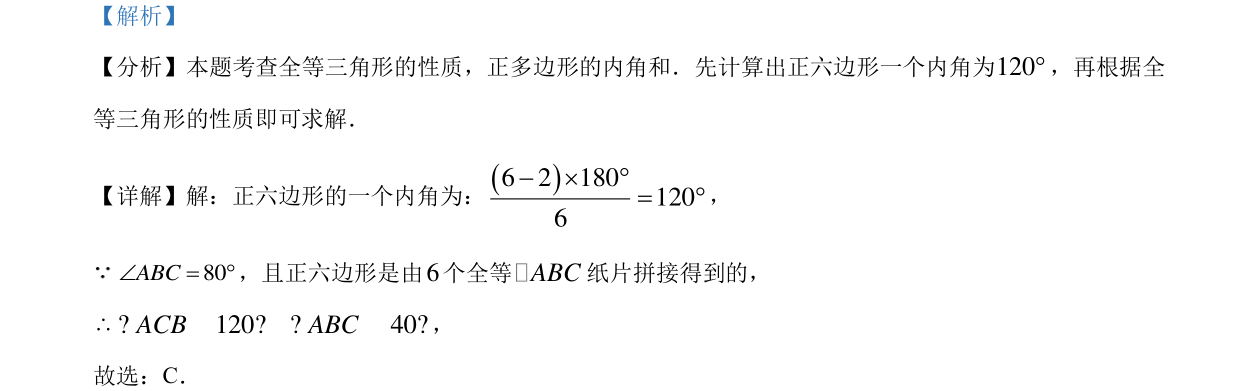 【解析】
【分析】本题考查全等三角形的性质，正多边形的内角和．先计算出正六边形一个内角为120°，再根据全
等三角形的性质即可求解．
【详解】解：正六边形的一个内角为：(6−2)×180°/6=120°，
∵∠ABC=80°，且正六边形是由6个全等□ABC纸片拼接得到的，
∴?ACB 120? ?ABC 40?，
故选：C．